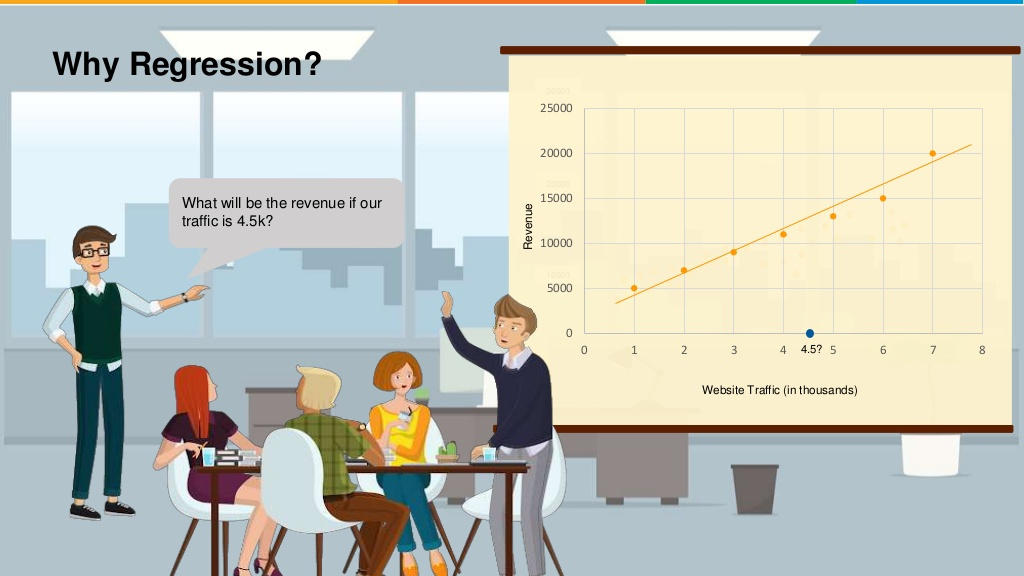 Why Regression?
What will be the revenue if our
traffic is 4.5k?
25000
20000
15000
10000
5000
0
Revenue
0 1 2 3 4 4.5? 5 6 7 8
Website Traffic (in thousands)